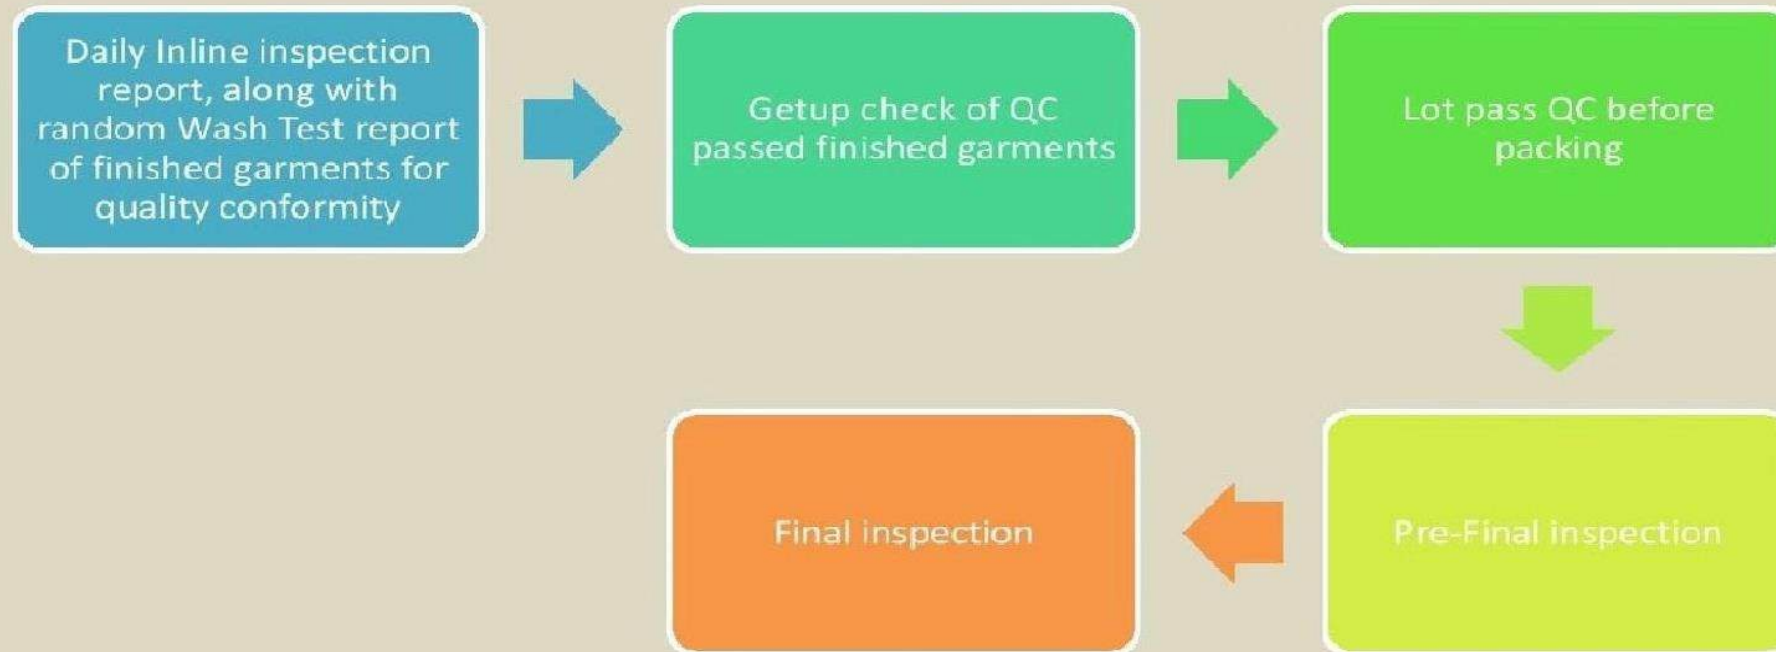 Daily Inline inspection
report, along with
random Wash Test report
of finished garments for
quality conformity
Getup check of QC
passed finished garments
Lot pass QC before
packing
Pre-Final inspection
Final inspection